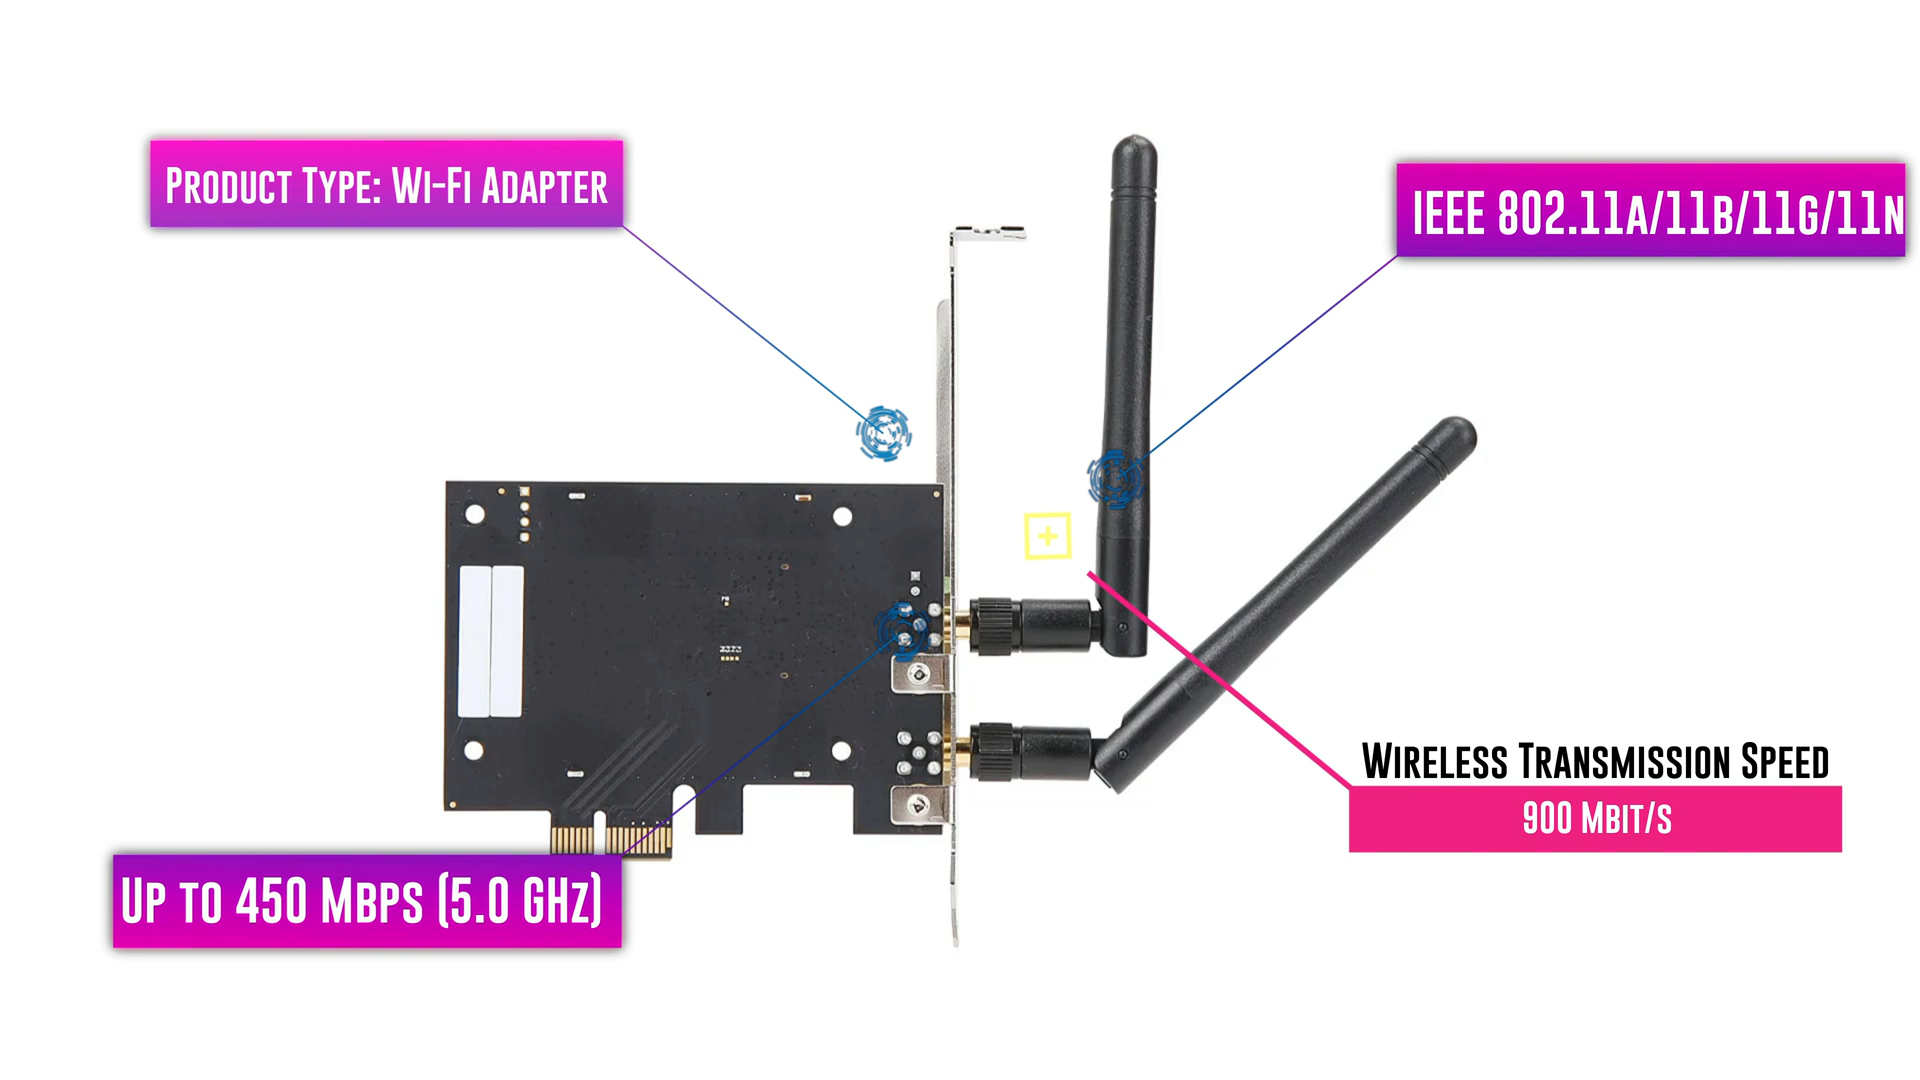 Product Type: Wi-Fi Adapter
IEEE 802.11a/11b/11g/11n
Wireless Transmission Speed
900 Mbit/s
Up to 450 Mbps (5.0 GHz)